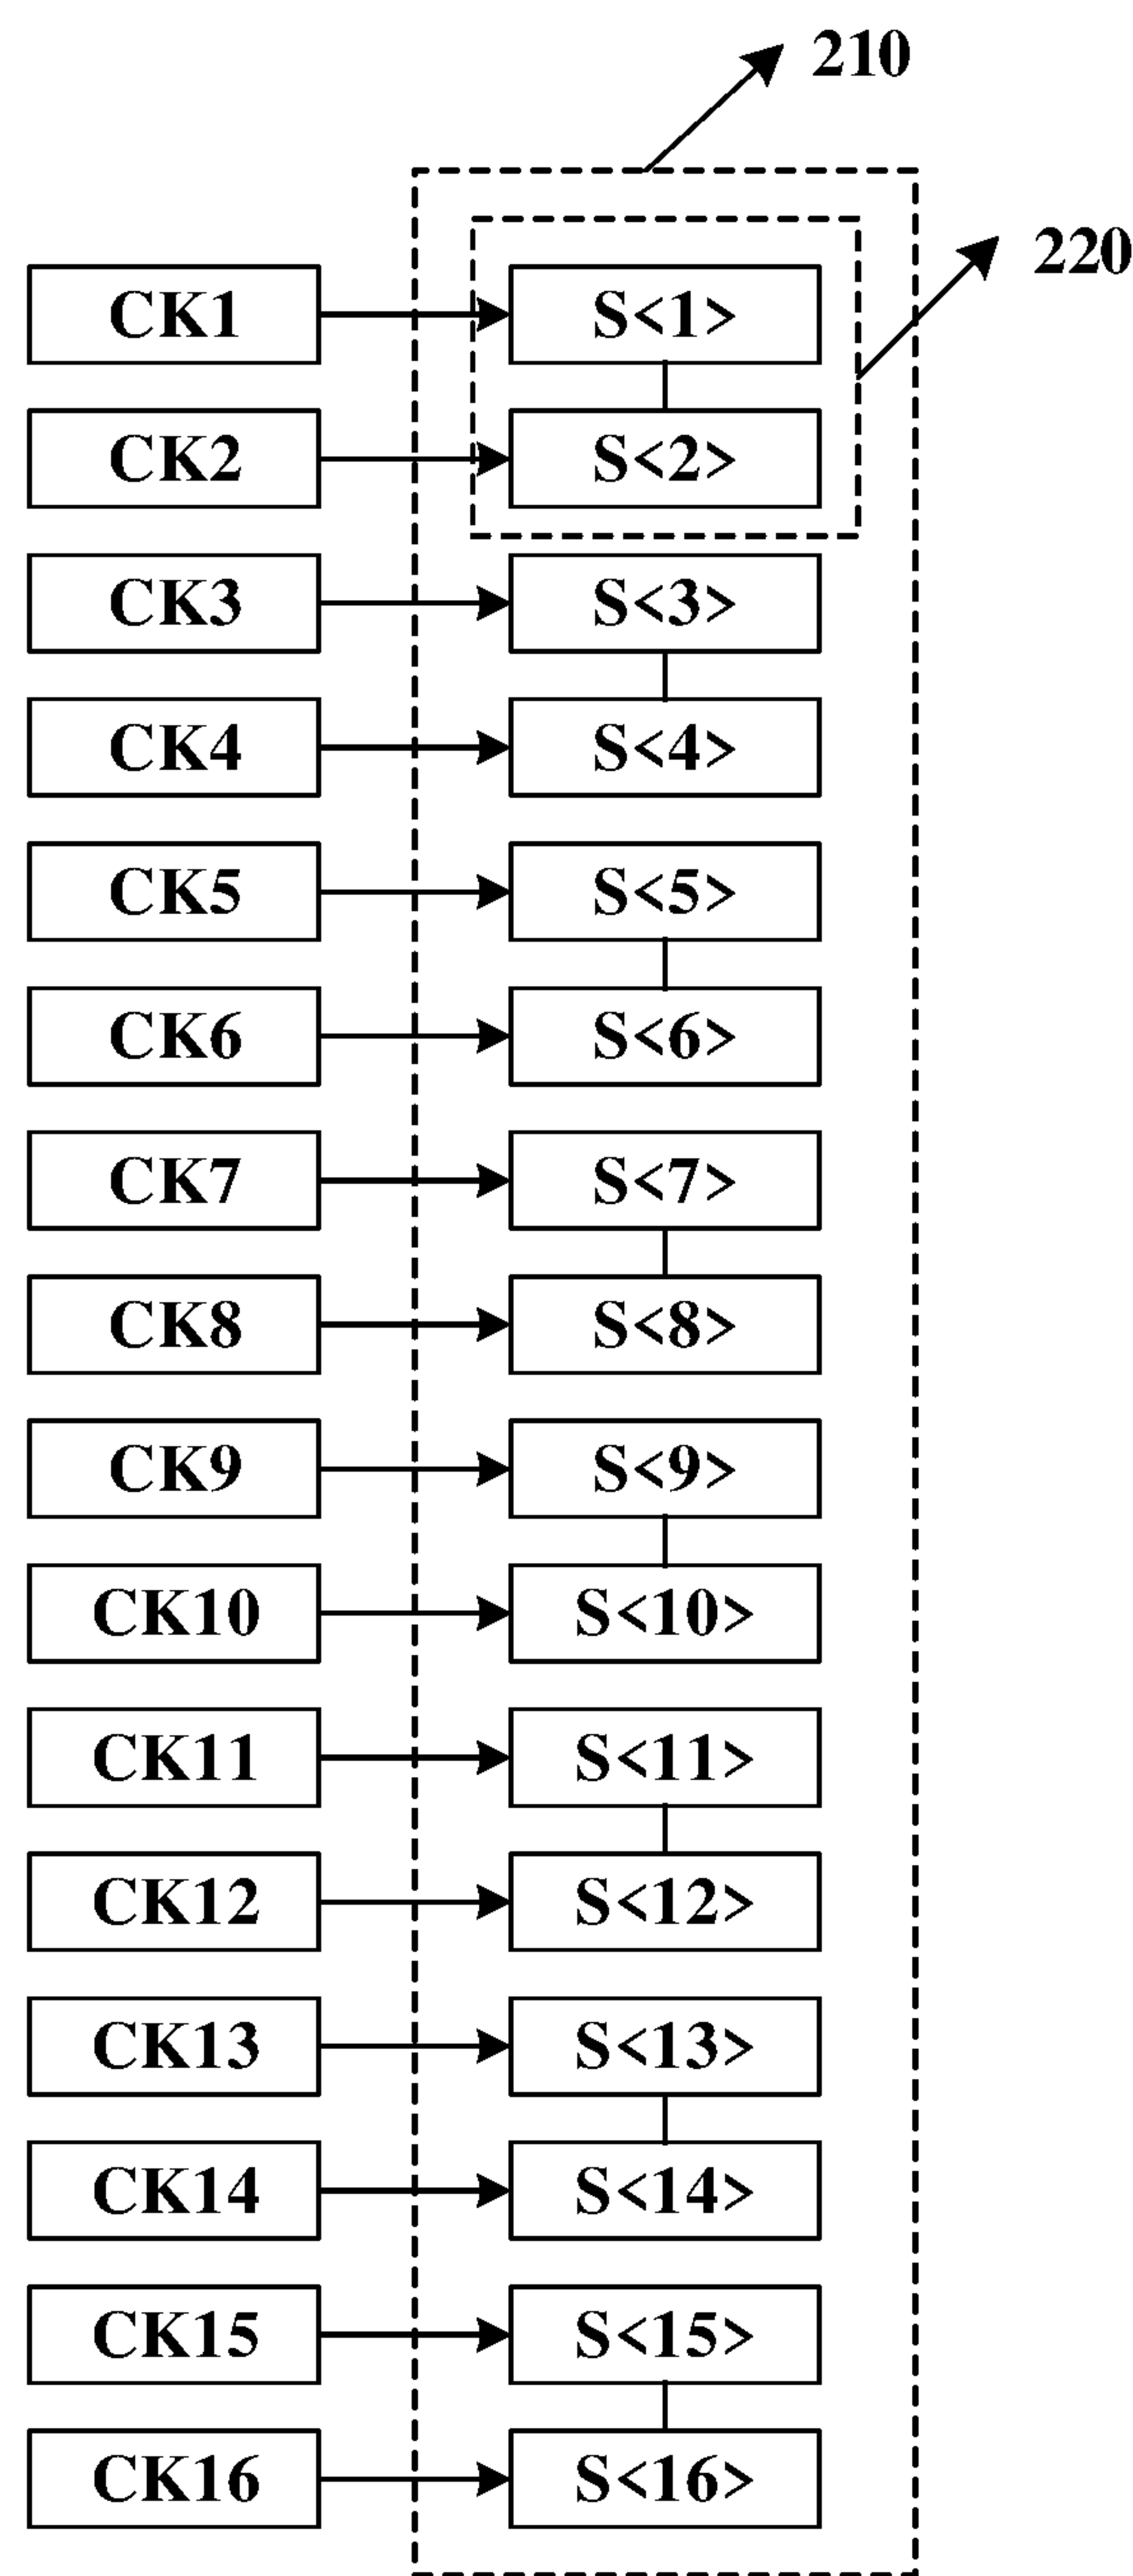 210
220
CK1 S<1>
CK2 S<2>
CK3 S<3>
CK4 S<4>
CK5 S<5>
CK6 S<6>
CK7 S<7>
CK8 S<8>
CK9 S<9>
CK10 S<10>
CK11 S<11>
CK12 S<12>
CK13 S<13>
CK14 S<14>
CK15 S<15>
CK16 S<16>